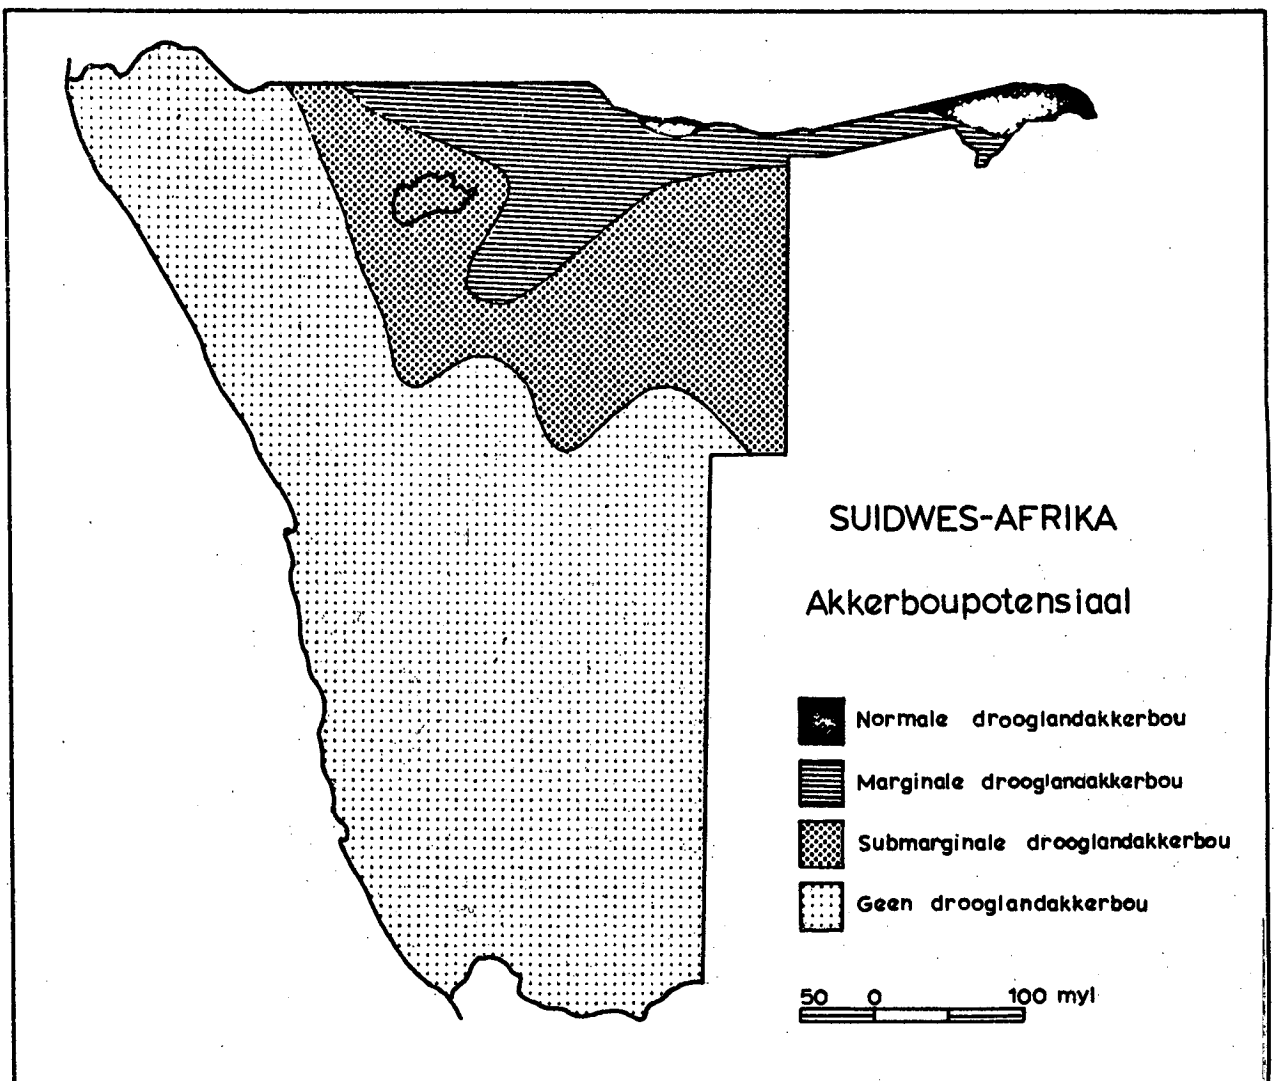 SUIDWES-AFRIKA
Akkerboupotensiaal
Normale drooglandakkerbou
Marginale drooglandakkerbou
Submarginale drooglandakkerbou
Geen drooglandakkerbou
50 0 100 myl